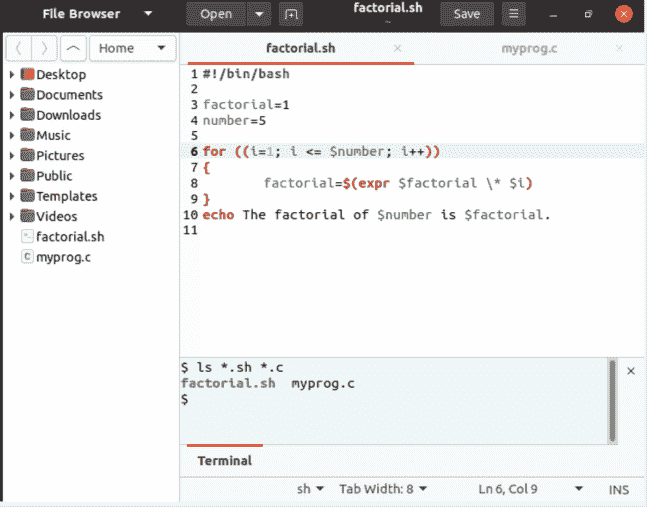 File Browser
Open
factorial.sh
~
Save
Home
factorial.sh
myprog.c
Desktop
Documents
Downloads
Music
Pictures
Public
Templates
Videos
factorial.sh
myprog.c
1 #!/bin/bash
2
3 factorial=1
4 number=5
5
6 for ((i=1; i <= $number; i++))
7 {
8         factorial=$(expr $factorial \* $i)
9 }
10 echo The factorial of $number is $factorial.
11
$ ls *.sh *.c
factorial.sh  myprog.c
$
Terminal
sh Tab Width: 8 Ln 6, Col 9 INS